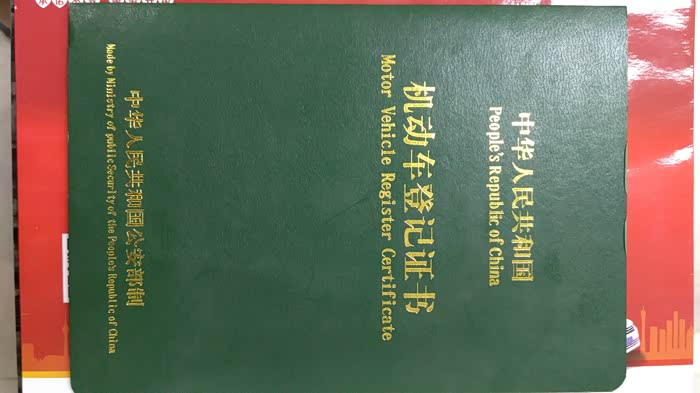 中华人民共和国
People's Republic of China
机动车登记证书
Motor Vehicle Register Certificate
中华人民共和国公安部制
Made by Ministry of public Security of the People's Republic of China